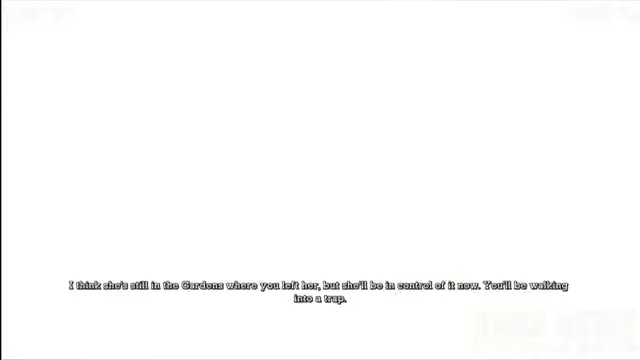 I think she's still in the Gardens where you left her, but she'll be in control of it now. You'll be walking
into a trap.